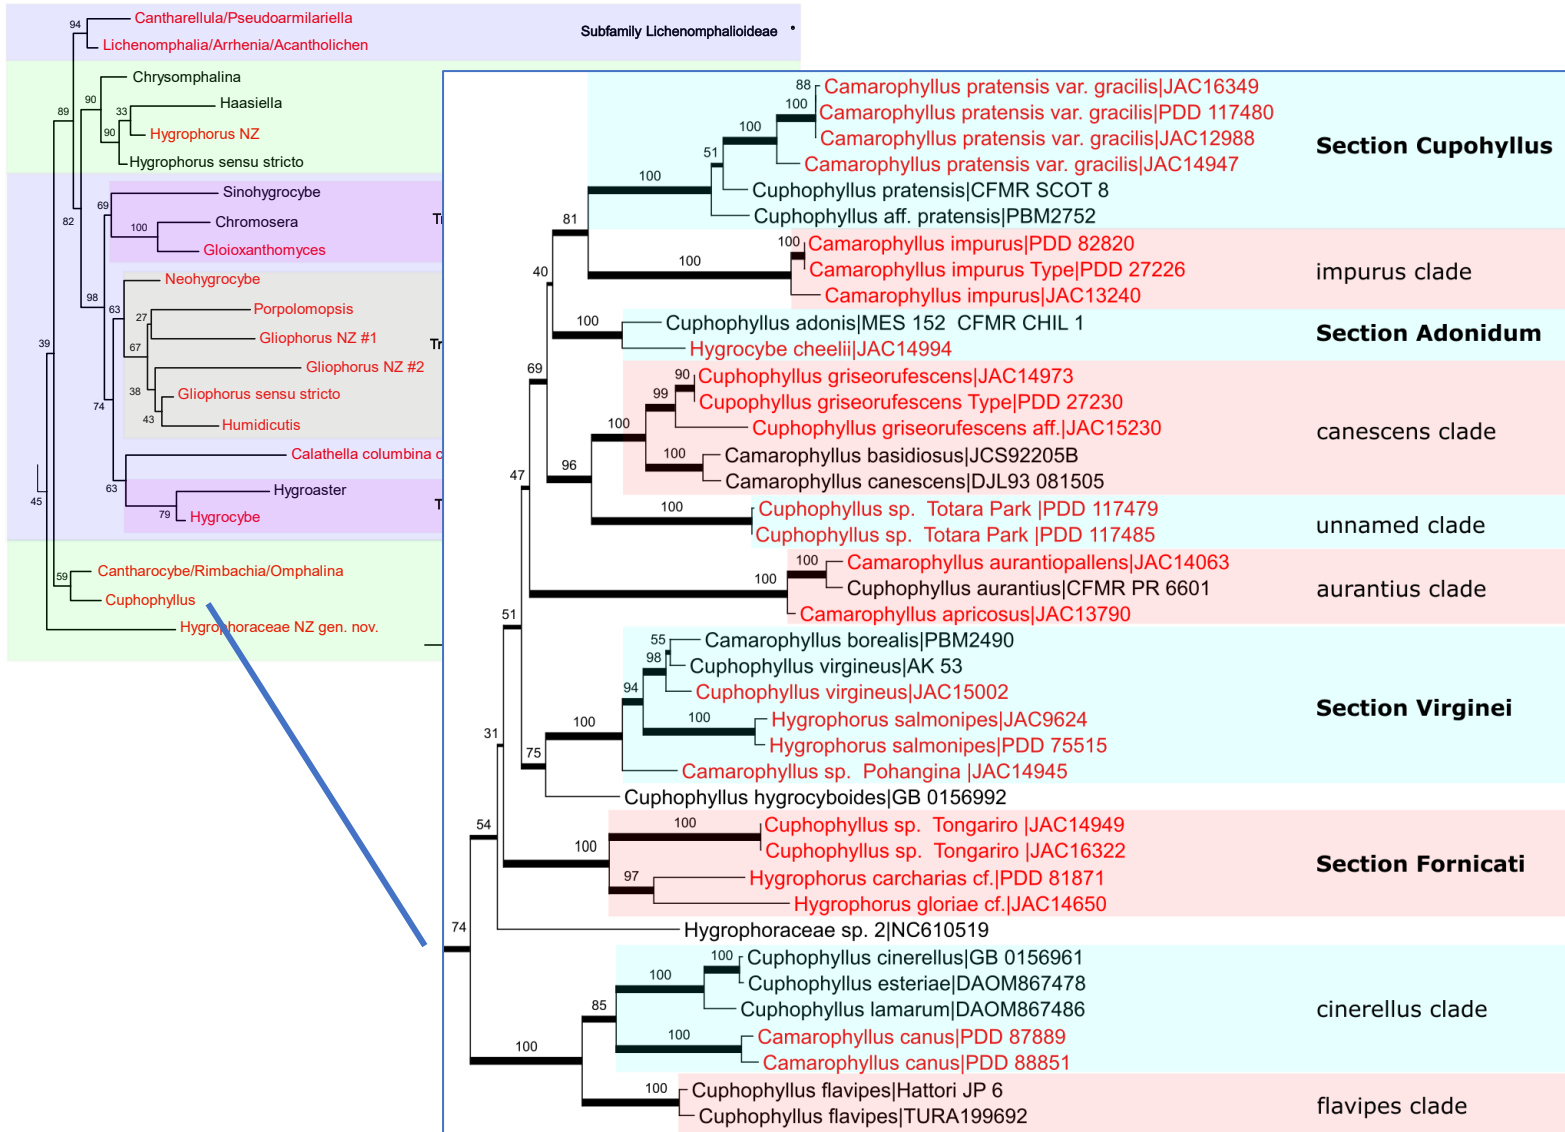 Cantharellula/Pseudoarmilariella
94
Subfamily Lichenomphalioideae
Lichenomphalia/Arrhenia/Acantholichen
Chrysomphalina
90
Haasiella
89
33
90
Hygrophorus NZ
Hygrophorus sensu stricto
Sinohygrocybe
69
82
Chromosera
100
Gloioxanthomyces
Neohygrocybe
98
63
Porpolomopsis
27
Gliophorus NZ #1
39
67
Gliophorus NZ #2
38
Gliophorus sensu stricto
74
43
Humidicutis
Calathella columbina c
63
Hygroaster
45
79
Hygrocybe
Cantharocybe/Rimbachia/Omphalina
59
Cuphophyllus
Hygrophoraceae NZ gen. nov.
Ti
Tr
T
T
88
Camarophyllus pratensis var. gracilis|JAC16349
100
Camarophyllus pratensis var. gracilis|PDD 117480
100
Camarophyllus pratensis var. gracilis|JAC12988
Section Cupohyllus
51
Camarophyllus pratensis var. gracilis|JAC14947
100
Cuphophyllus pratensis|CFMR SCOT 8
Cuphophyllus aff. pratensis|PBM2752
81
100
Camarophyllus impurus|PDD 82820
100
Camarophyllus impurus Type|PDD 27226
impurus clade
40
Camarophyllus impurus|JAC13240
100
Cuphophyllus adonis|MES 152 CFMR CHIL 1
Section Adonidum
Hygrocybe cheelii|JAC14994
69
90
Cuphophyllus griseorufescens|JAC14973
99
Cupophyllus griseorufescens Type|PDD 27230
100
Cuphophyllus griseorufescens aff.|JAC15230
canescens clade
100
Camarophyllus basidiosus|JCS92205B
96
Camarophyllus canescens|DJL93 081505
47
100
Cuphophyllus sp. Totara Park |PDD 117479
unnamed clade
Cuphophyllus sp. Totara Park |PDD 117485
100
Camarophyllus aurantiopallens|JAC14063
100
Cuphophyllus aurantius|CFMR PR 6601
aurantius clade
Camarophyllus apricosus|JAC13790
51
55
Camarophyllus borealis|PBM2490
98
Cuphophyllus virgineus|AK 53
94
Cuphophyllus virgineus|JAC15002
Section Virginei
100
Hygrophorus salmonipes|JAC9624
100
Hygrophorus salmonipes|PDD 75515
31
75
Camarophyllus sp. Pohangina |JAC14945
Cuphophyllus hygrocyboides|GB 0156992
54
100
Cuphophyllus sp. Tongariro |JAC14949
100
Cuphophyllus sp. Tongariro |JAC16322
Section Fornicati
97
Hygrophorus carcharias cf.|PDD 81871
Hygrophorus gloriae cf.|JAC14650
74
Hygrophoraceae sp. 2|NC610519
100
Cuphophyllus cinerellus|GB 0156961
100
Cuphophyllus esteriae|DAOM867478
85
Cuphophyllus lamarum|DAOM867486
cinerellus clade
100
Camarophyllus canus|PDD 87889
100
Camarophyllus canus|PDD 88851
100
Cuphophyllus flavipes|Hattori JP 6
flavipes clade
Cuphophyllus flavipes|TURA199692